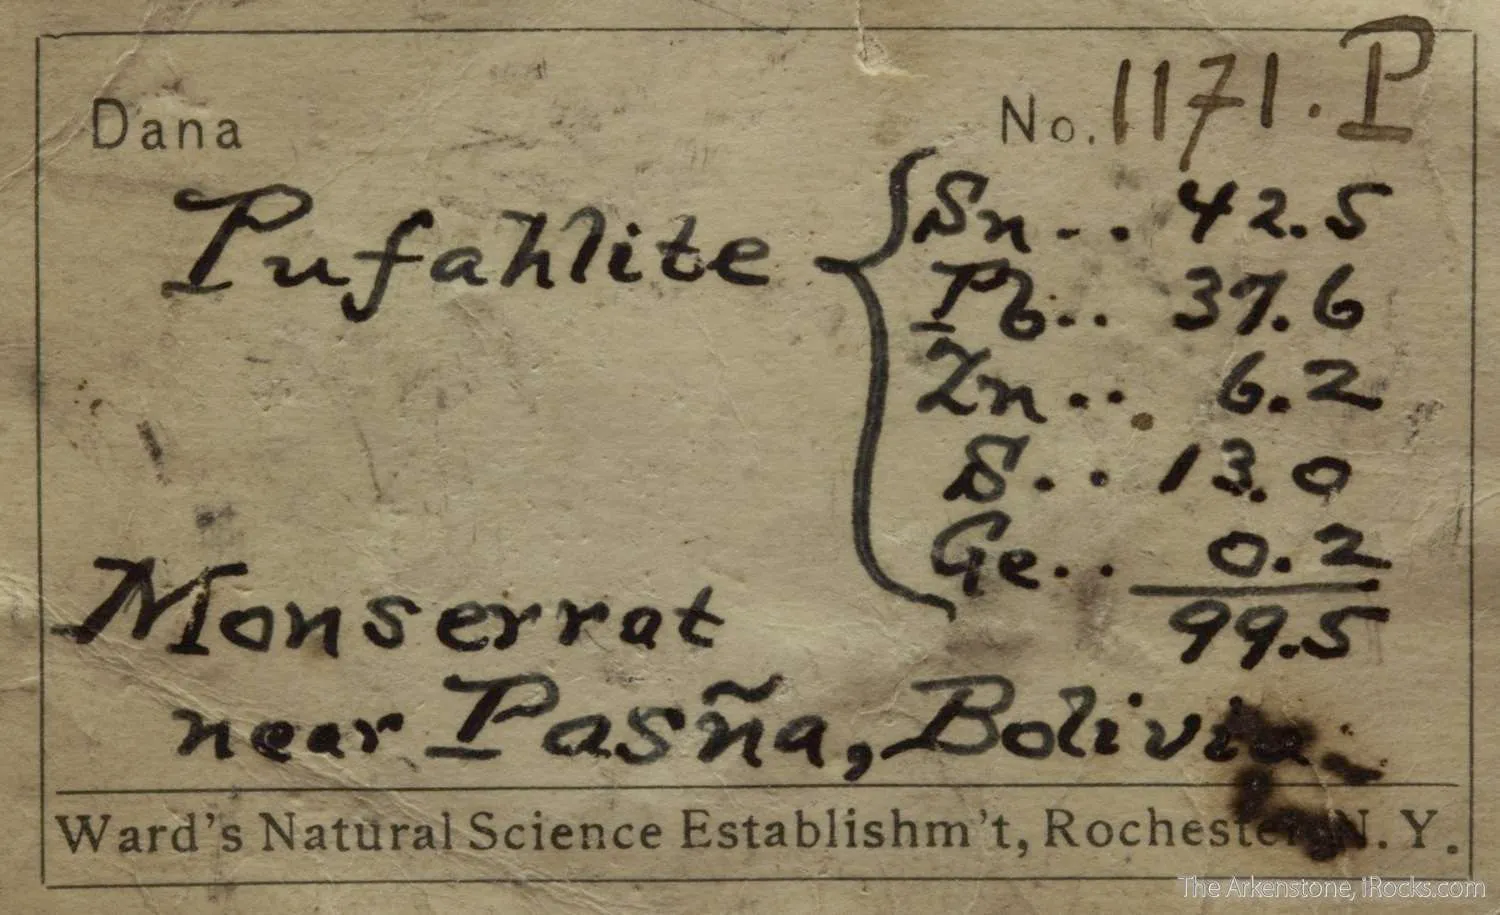 Dana No. 1171.P
Pufahlite { Sn.. 42.5
Pb.. 37.6
Zn.. 6.2
S.. 13.0
Ge.. 0.2
99.5
Monserrat
near Pasña, Bolivia
Ward's Natural Science Establishm't, Rochester, N. Y.
The Arkenstone, iRocks.com